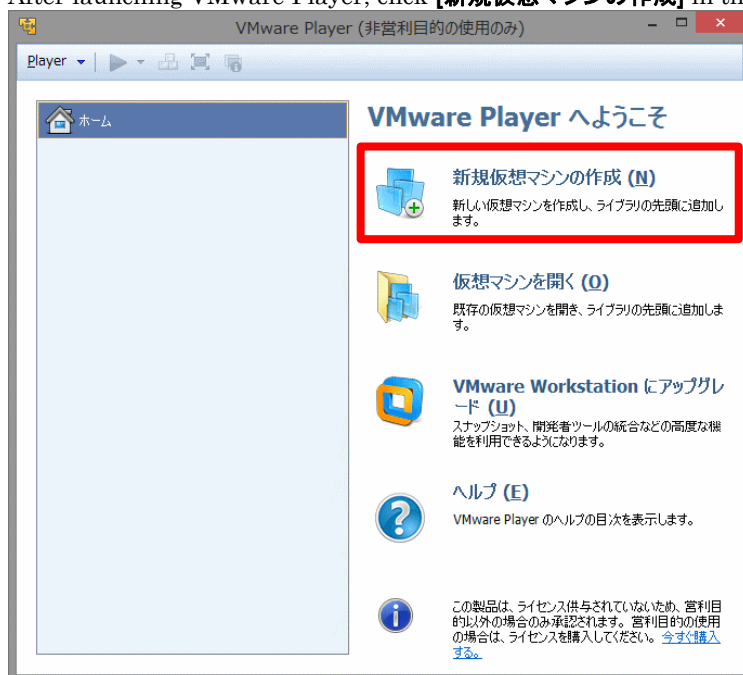 After launching VMware Player, click [新規仮想マシンの作成] in th
VMware Player (非営利目的の使用のみ)
Player
ホーム
VMware Player へようこそ
新規仮想マシンの作成 (N)
新しい仮想マシンを作成し、ライブラリの先頭に追加し
ます。
仮想マシンを開く (O)
既存の仮想マシンを開き、ライブラリの先頭に追加しま
す。
VMware Workstation にアップグレ
ード (U)
スナップショット、開発者ツールの統合などの高度な機
能を利用できるようになります。
ヘルプ (E)
VMware Player のヘルプの目次を表示します。
この製品は、ライセンス供与されていないため、営利目
的以外の場合のみ承認されます。営利目的の使用
の場合は、ライセンスを購入してください。今すぐ購入
する。